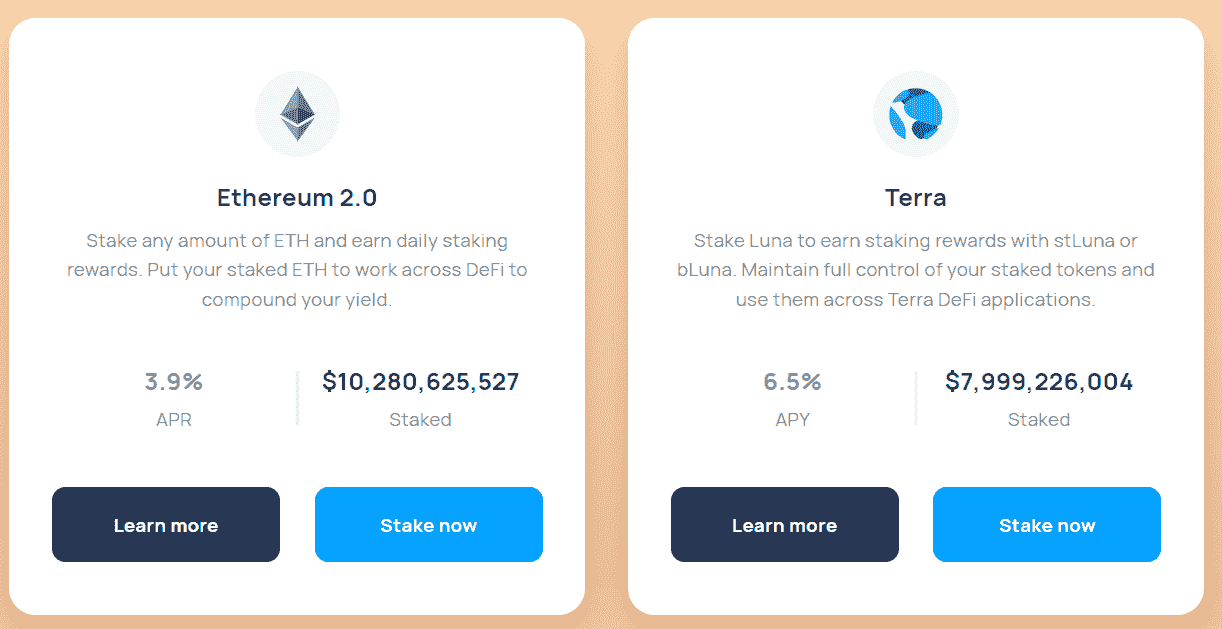 Ethereum 2.0
Stake any amount of ETH and earn daily staking
rewards. Put your staked ETH to work across DeFi to
compound your yield.
3.9%
APR
$10,280,625,527
Staked
Learn more
Stake now
Terra
Stake Luna to earn staking rewards with stLuna or
bLuna. Maintain full control of your staked tokens and
use them across Terra DeFi applications.
6.5%
APY
$7,999,226,004
Staked
Learn more
Stake now